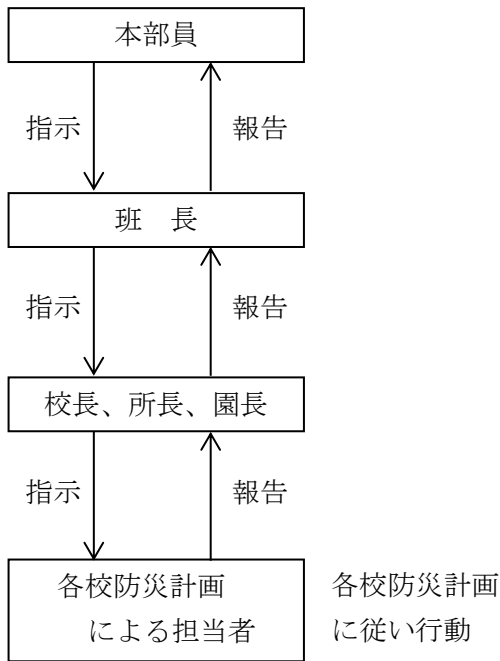 本部員
指示 報告
班　長
指示 報告
校長、所長、園長
指示 報告
各校防災計画
による担当者
各校防災計画
に従い行動